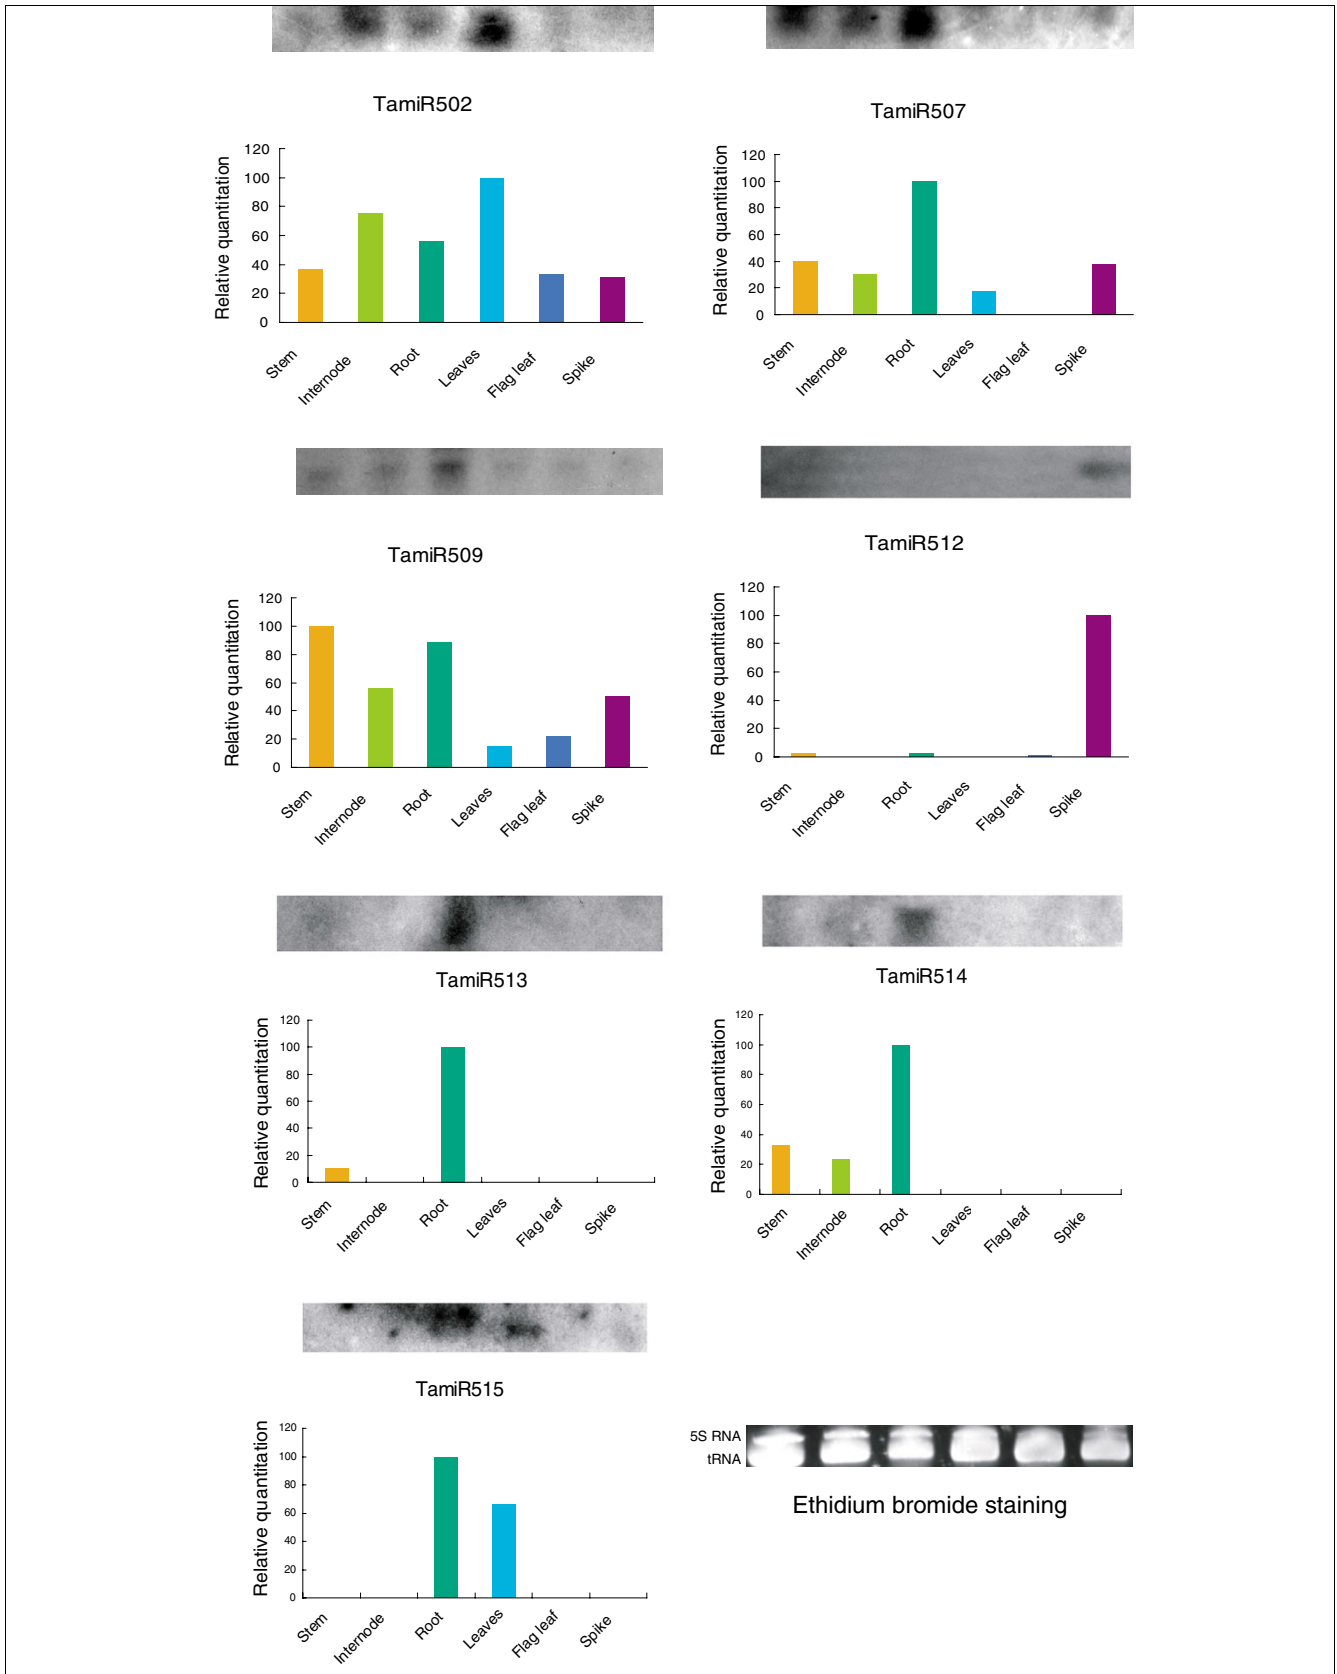 TamiR502
Relative quantitation
120
100
80
60
40
20
0
Stem
Internode
Root
Leaves
Flag leaf
Spike
TamiR507
Relative quantitation
120
100
80
60
40
20
0
Stem
Internode
Root
Leaves
Flag leaf
Spike
TamiR509
Relative quantitation
120
100
80
60
40
20
0
Stem
Internode
Root
Leaves
Flag leaf
Spike
TamiR512
Relative quantitation
120
100
80
60
40
20
0
Stem
Internode
Root
Leaves
Flag leaf
Spike
TamiR513
Relative quantitation
120
100
80
60
40
20
0
Stem
Internode
Root
Leaves
Flag leaf
Spike
TamiR514
Relative quantitation
120
100
80
60
40
20
0
Stem
Internode
Root
Leaves
Flag leaf
Spike
TamiR515
Relative quantitation
120
100
80
60
40
20
0
Stem
Internode
Root
Leaves
Flag leaf
Spike
5S RNA
tRNA
Ethidium bromide staining